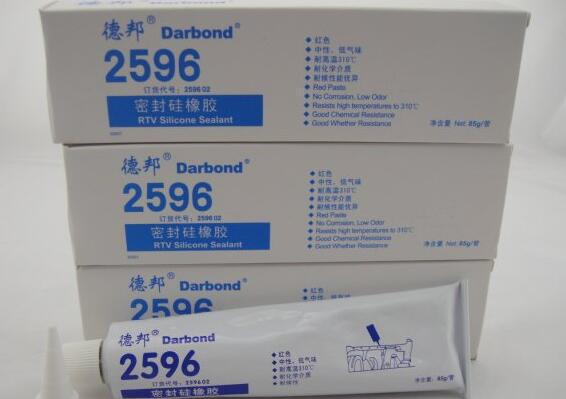 德邦® Darbond®
2596
订货代号：2596 02
密封硅橡胶
RTV Silicone Sealant
◆ 红色
◆ 中性，低气味
◆ 耐高温310℃
◆ 耐化学介质
◆ 耐候性能优异
◆ Red Paste
◆ No Corrosion, Low Odor
◆ Resists high temperatures to 310℃
◆ Good Chemical Resistance
◆ Good Whether Resistance
净含量 Net: 85g/管
德邦® Darbond®
2596
订货代号：2596 02
密封硅橡胶
RTV Silicone Sealant
◆ 红色
◆ 中性，低气味
◆ 耐高温310℃
◆ 耐化学介质
◆ 耐候性能优异
◆ Red Paste
◆ No Corrosion, Low Odor
◆ Resists high temperatures to 310℃
◆ Good Chemical Resistance
◆ Good Whether Resistance
净含量 Net: 85g/管
德邦® Darbond®
2596
◆ 红色
德邦® Darbond
2596
订货代号：2596 02
密封硅橡胶
◆ 红色
◆ 中性，低气味
◆ 耐高温310℃
◆ 耐化学介质
◆ 耐候性
85g/管